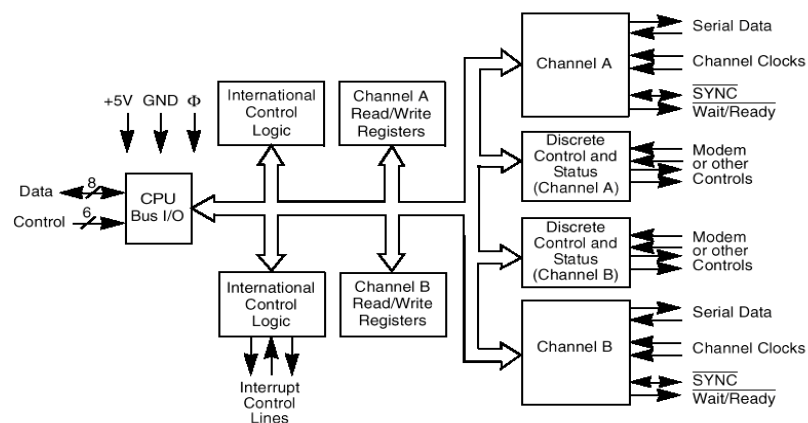 +5V GND Φ
Data
8
Control
6
CPU
Bus I/O
International
Control
Logic
Channel A
Read/Write
Registers
International
Control
Logic
Channel B
Read/Write
Registers
Interrupt
Control
Lines
Channel A
Serial Data
Channel Clocks
SYNC
Wait/Ready
Discrete
Control and
Status
(Channel A)
Modem
or other
Controls
Discrete
Control and
Status
(Channel B)
Modem
or other
Controls
Channel B
Serial Data
Channel Clocks
SYNC
Wait/Ready